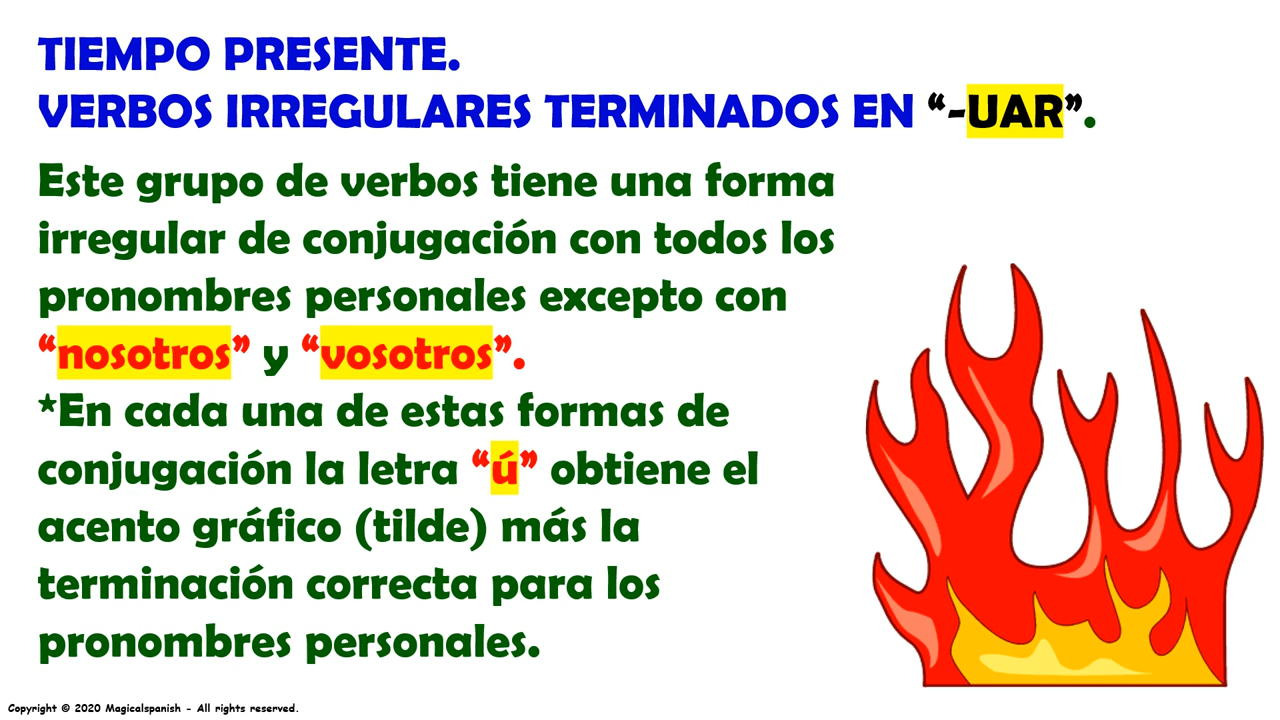 TIEMPO PRESENTE.
VERBOS IRREGULARES TERMINADOS EN “-UAR”.
Este grupo de verbos tiene una forma
irregular de conjugación con todos los
pronombres personales excepto con
“nosotros” y “vosotros”.
*En cada una de estas formas de
conjugación la letra “ú” obtiene el
acento gráfico (tilde) más la
terminación correcta para los
pronombres personales.
Copyright © 2020 Magicalspanish - All rights reserved.